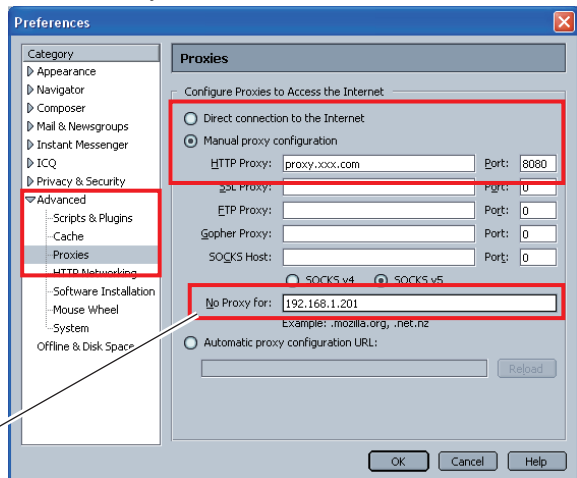 Preferences
Category
Appearance
Navigator
Composer
Mail & Newsgroups
Instant Messenger
ICQ
Privacy & Security
Advanced
Scripts & Plugins
Cache
Proxies
HTTP Networking
Software Installation
Mouse Wheel
System
Offline & Disk Space
Proxies
Configure Proxies to Access the Internet
Direct connection to the Internet
Manual proxy configuration
HTTP Proxy: proxy.xxx.com Port: 8080
SSL Proxy: Port: 0
FTP Proxy: Port: 0
Gopher Proxy: Port: 0
SOCKS Host: Port: 0
SOCKS v4 SOCKS v5
No Proxy for: 192.168.1.201
Example: .mozilla.org, .net.nz
Automatic proxy configuration URL:
Reload
OK Cancel Help